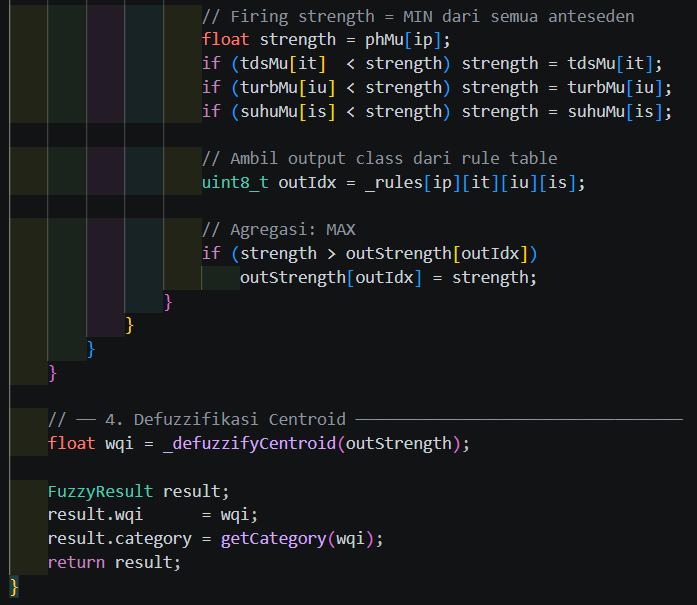 // Firing strength = MIN dari semua anteseden
float strength = phMu[ip];
if (tdsMu[it]  < strength) strength = tdsMu[it];
if (turbMu[iu] < strength) strength = turbMu[iu];
if (suhuMu[is] < strength) strength = suhuMu[is];
// Ambil output class dari rule table
uint8_t outIdx = _rules[ip][it][iu][is];
// Agregasi: MAX
if (strength > outStrength[outIdx])
outStrength[outIdx] = strength;
}
}
}
}
// ── 4. Defuzzifikasi Centroid ───────────────────────────────────
float wqi = _defuzzifyCentroid(outStrength);
FuzzyResult result;
result.wqi      = wqi;
result.category = getCategory(wqi);
return result;
}